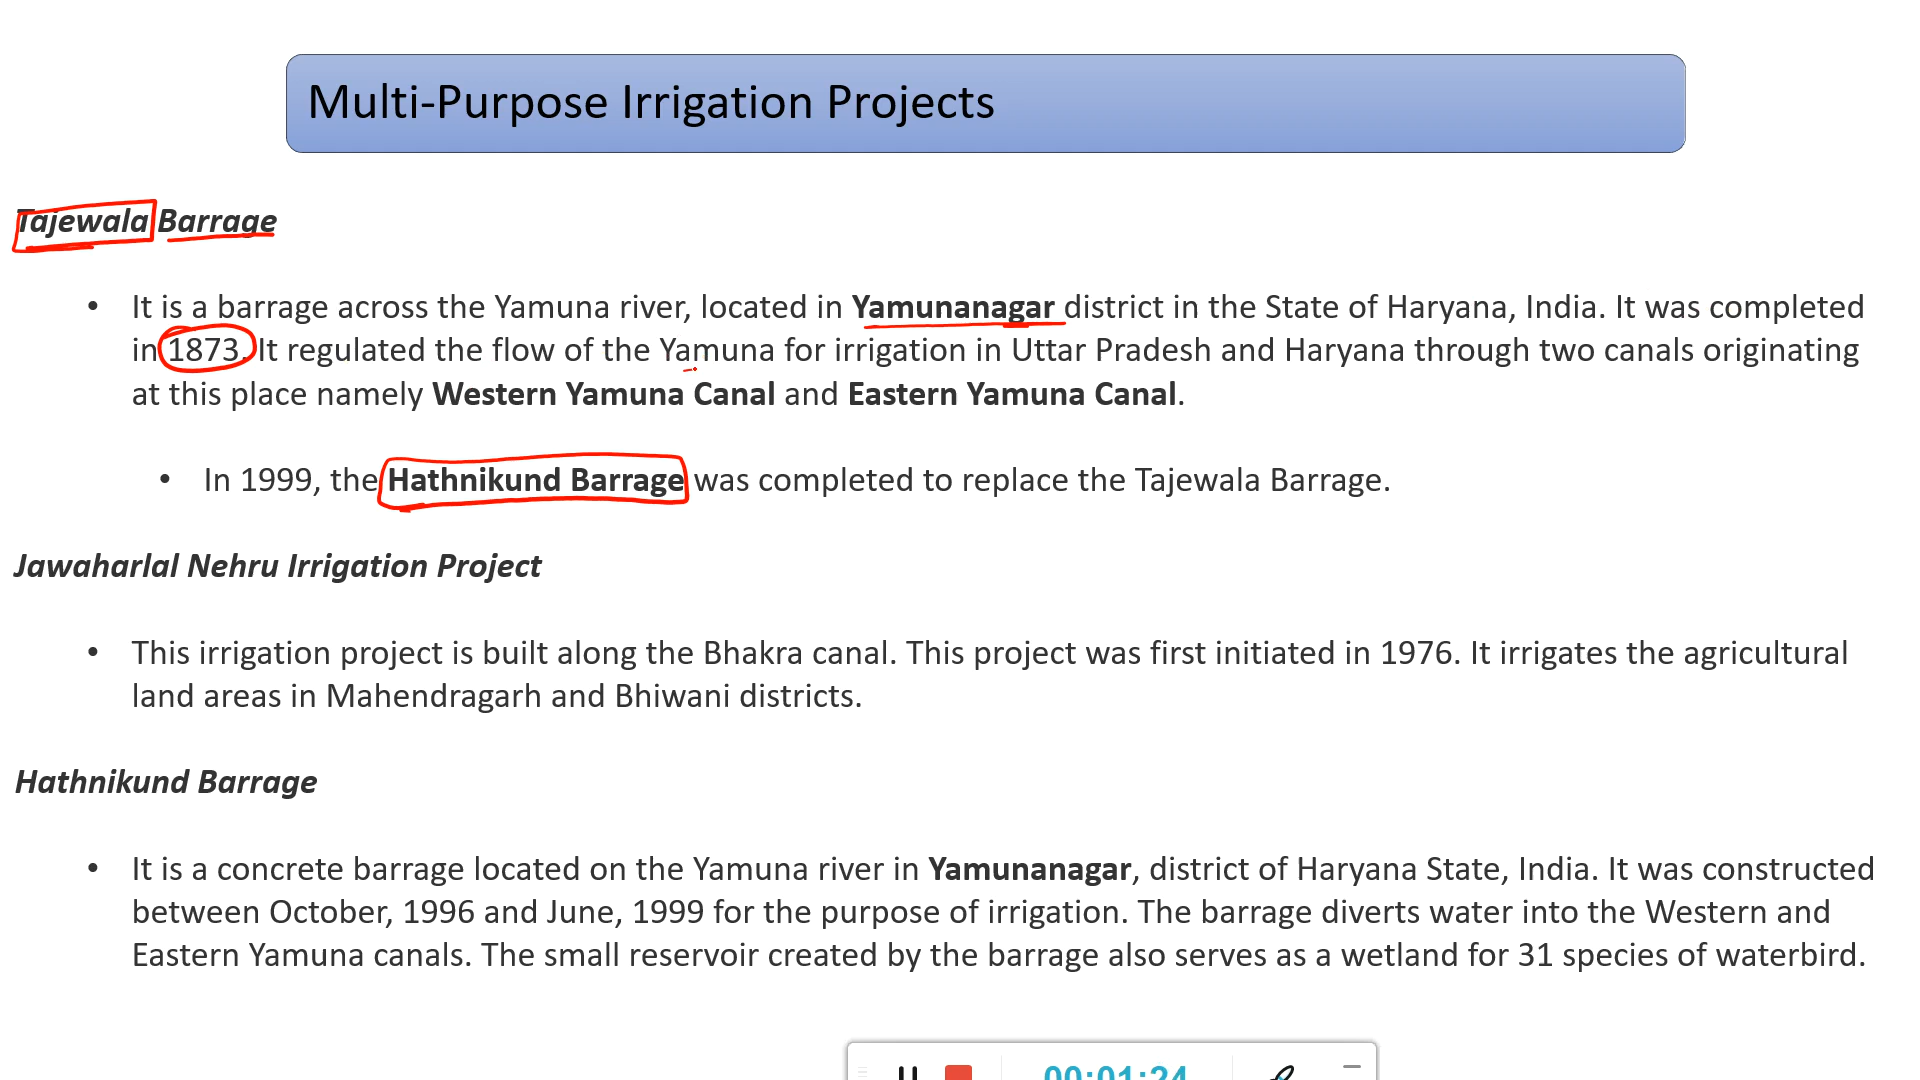 Multi-Purpose Irrigation Projects
Tajewala Barrage
• It is a barrage across the Yamuna river, located in Yamunanagar district in the State of Haryana, India. It was completed
in 1873. It regulated the flow of the Yamuna for irrigation in Uttar Pradesh and Haryana through two canals originating
at this place namely Western Yamuna Canal and Eastern Yamuna Canal.
• In 1999, the Hathnikund Barrage was completed to replace the Tajewala Barrage.
Jawaharlal Nehru Irrigation Project
• This irrigation project is built along the Bhakra canal. This project was first initiated in 1976. It irrigates the agricultural
land areas in Mahendragarh and Bhiwani districts.
Hathnikund Barrage
• It is a concrete barrage located on the Yamuna river in Yamunanagar, district of Haryana State, India. It was constructed
between October, 1996 and June, 1999 for the purpose of irrigation. The barrage diverts water into the Western and
Eastern Yamuna canals. The small reservoir created by the barrage also serves as a wetland for 31 species of waterbird.
00:01:24